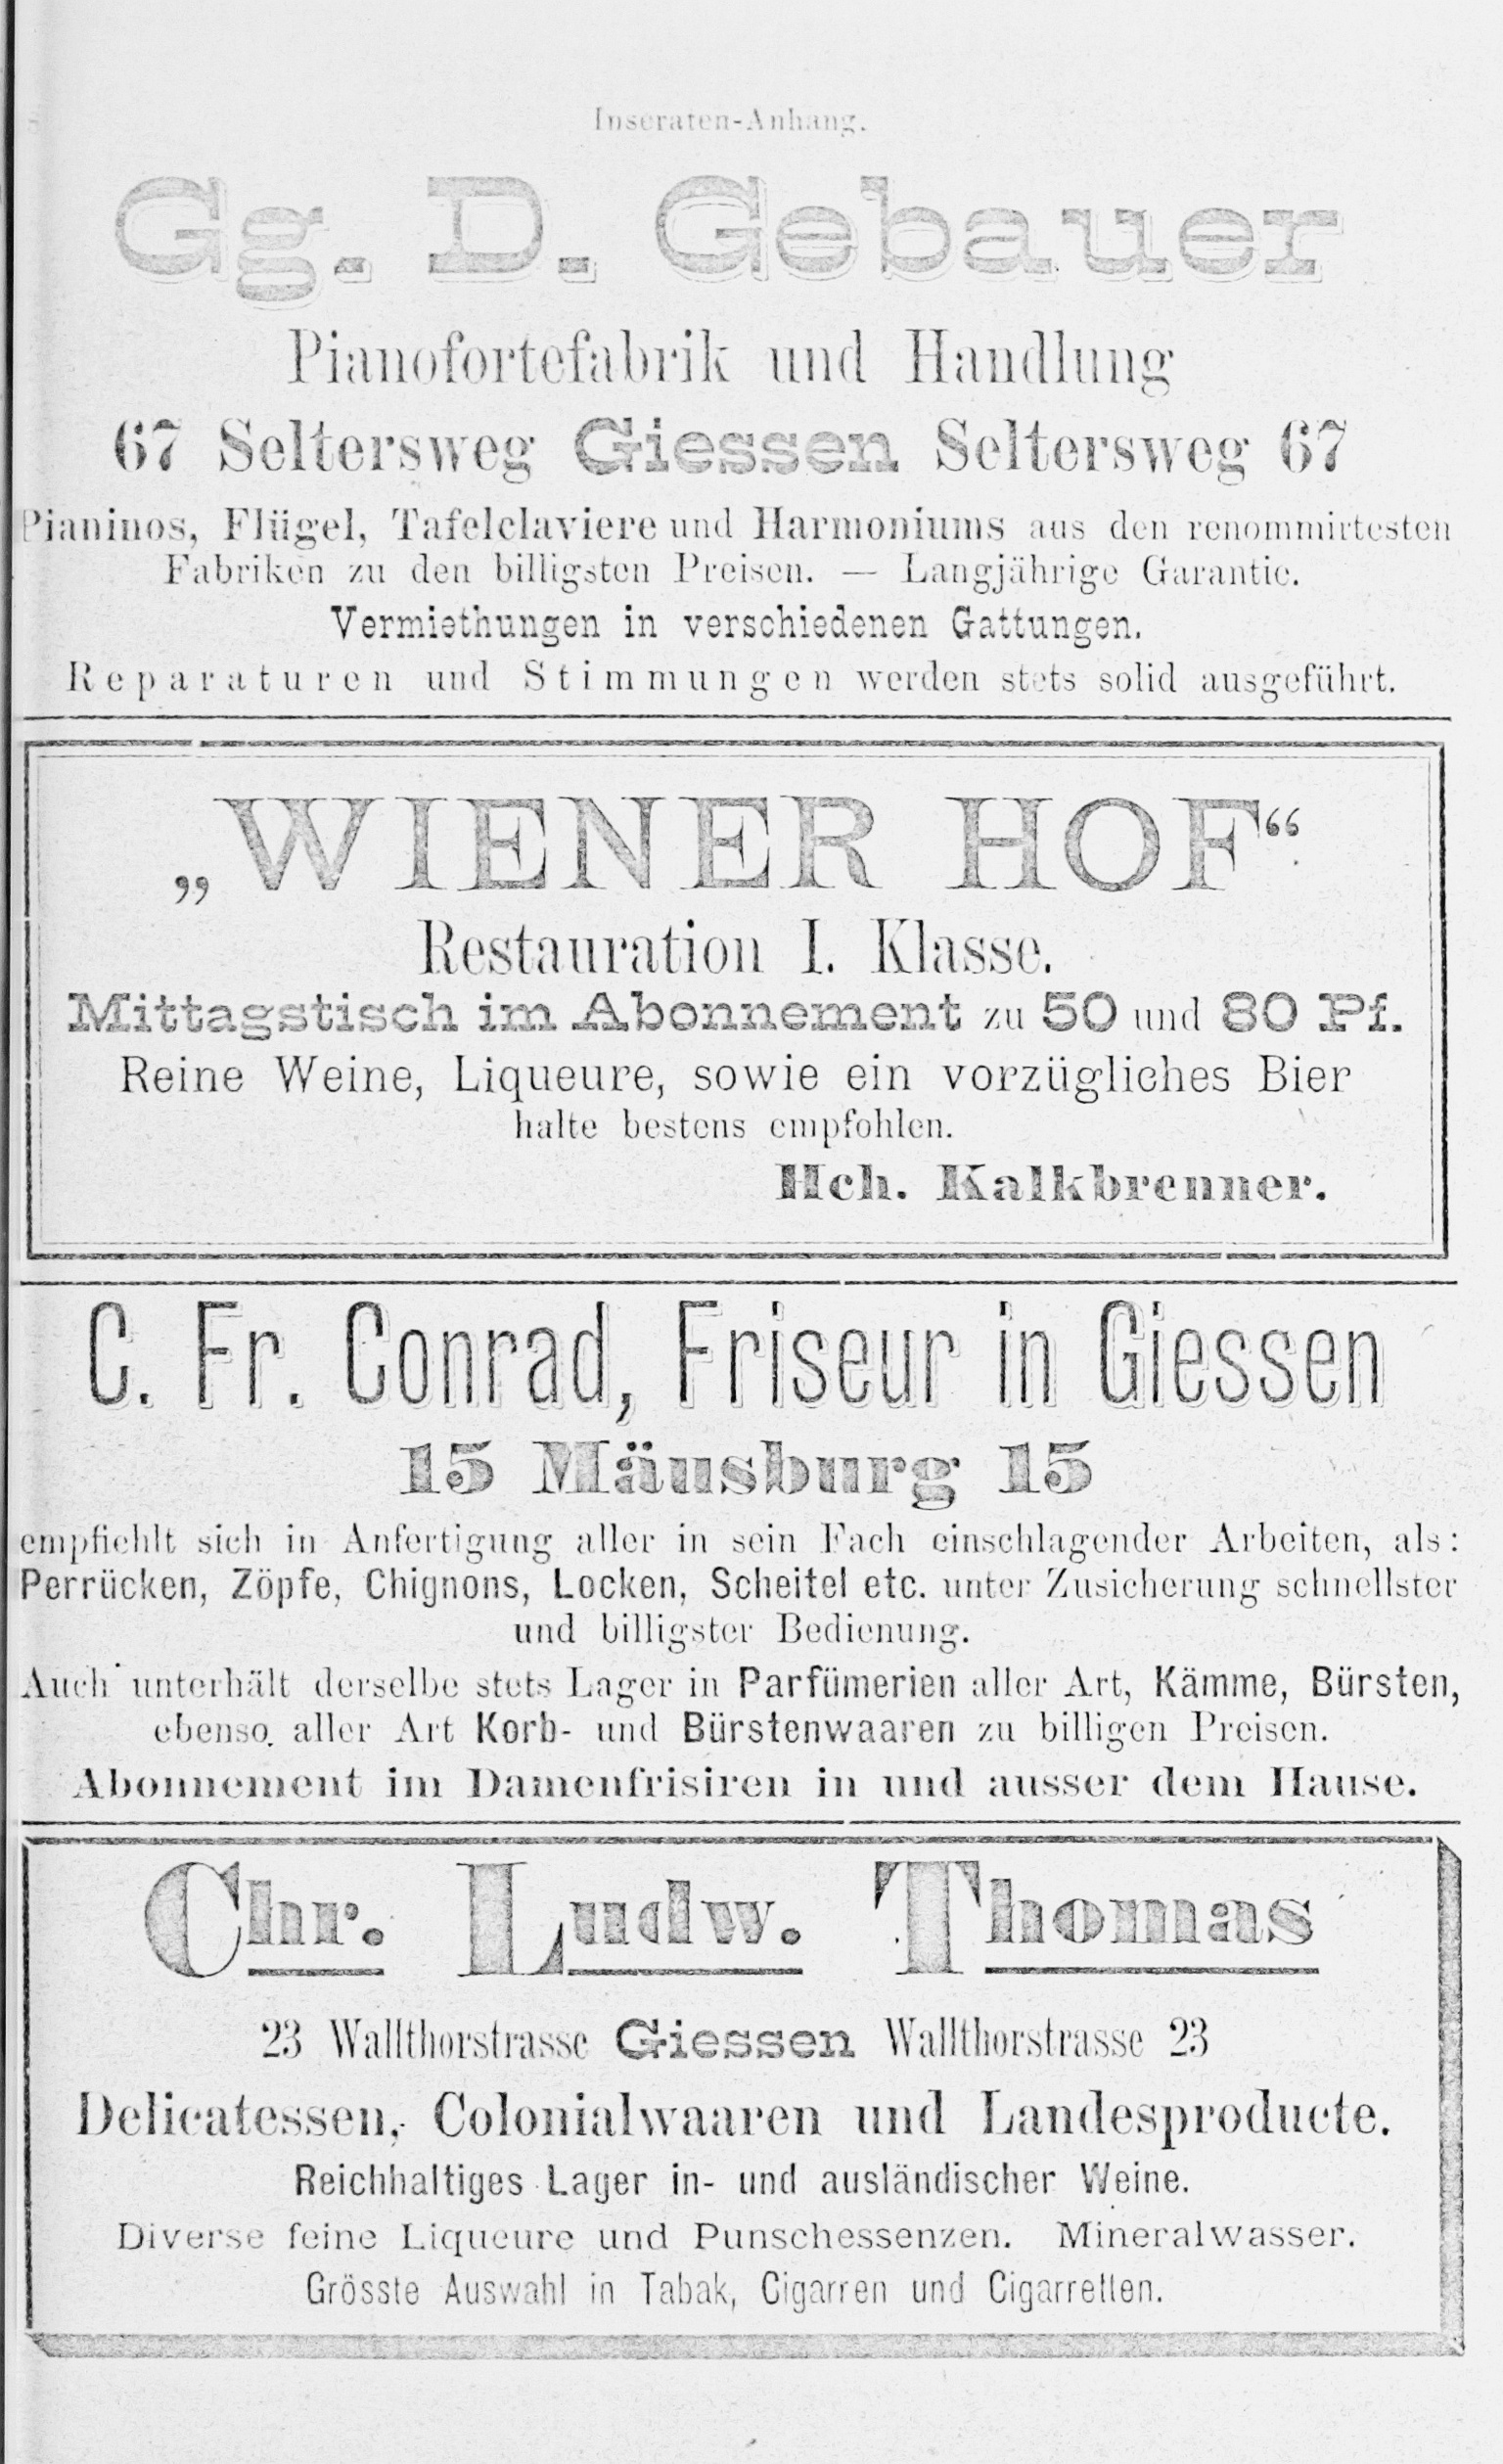 Inseraten-Anhang.
Gg. D. Gebauer
Pianofortefabrik und Handlung
67 Seltersweg Giessen Seltersweg 67
Pianinos, Flügel, Tafelclaviere und Harmoniums aus den renommirtesten
Fabriken zu den billigsten Preisen. — Langjährige Garantie.
Vermiethungen in verschiedenen Gattungen.
Reparaturen und Stimmungen werden stets solid ausgeführt.
„WIENER HOF“
Restauration I. Klasse.
Mittagstisch im Abonnement zu 50 und 80 Pf.
Reine Weine, Liqueure, sowie ein vorzügliches Bier
halte bestens empfohlen.
Hch. Kalkbrenner.
C. Fr. Conrad, Friseur in Giessen
15 Mäusburg 15
empfiehlt sich in Anfertigung aller in sein Fach einschlagender Arbeiten, als:
Perrücken, Zöpfe, Chignons, Locken, Scheitel etc. unter Zusicherung schnellster
und billigster Bedienung.
Auch unterhält derselbe stets Lager in Parfümerien aller Art, Kämme, Bürsten,
ebenso aller Art Korb- und Bürstenwaaren zu billigen Preisen.
Abonnement im Damenfrisiren in und ausser dem Hause.
Chr. Ludw. Thomas
23 Wallthorstrasse Giessen Wallthorstrasse 23
Delicatessen, Colonialwaaren und Landesproducte.
Reichhaltiges Lager in- und ausländischer Weine.
Diverse feine Liqueure und Punschessenzen. Mineralwasser.
Grösste Auswahl in Tabak, Cigarren und Cigarretten.